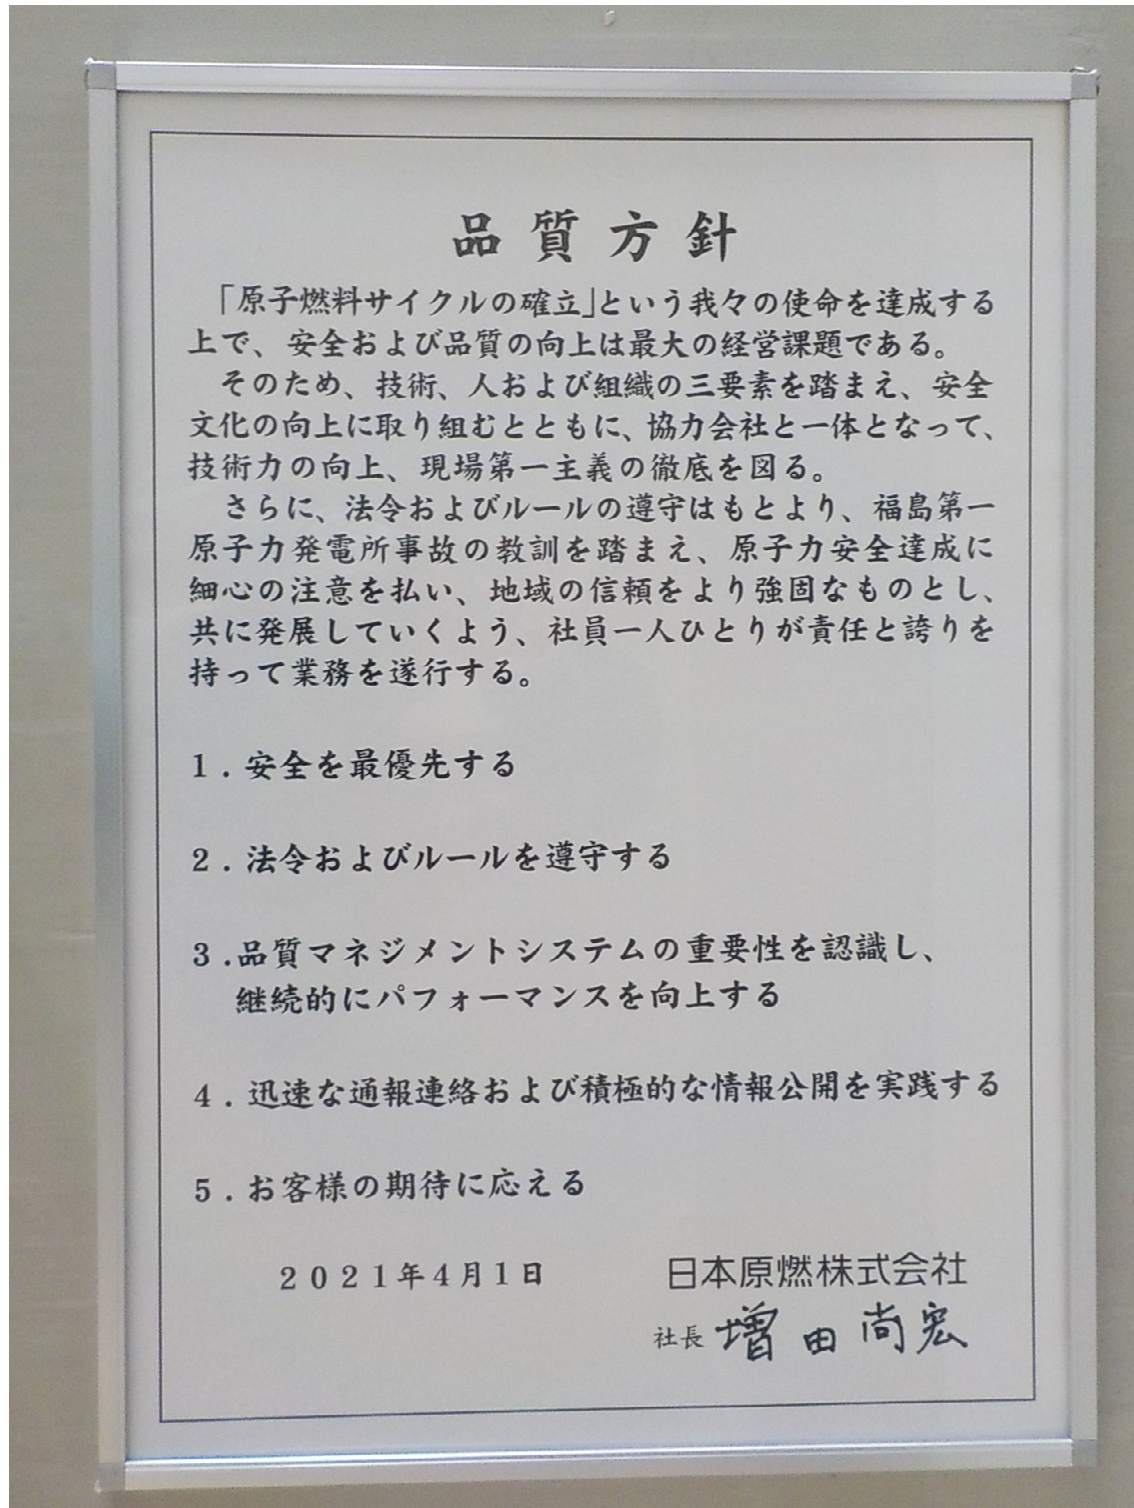 品質方針
「原子燃料サイクルの確立」という我々の使命を達成する
上で、安全および品質の向上は最大の経営課題である。
そのため、技術、人および組織の三要素を踏まえ、安全
文化の向上に取り組むとともに、協力会社と一体となって、
技術力の向上、現場第一主義の徹底を図る。
さらに、法令およびルールの遵守はもとより、福島第一
原子力発電所事故の教訓を踏まえ、原子力安全達成に
細心の注意を払い、地域の信頼をより強固なものとし、
共に発展していくよう、社員一人ひとりが責任と誇りを
持って業務を遂行する。
1.安全を最優先する
2.法令およびルールを遵守する
3.品質マネジメントシステムの重要性を認識し、
継続的にパフォーマンスを向上する
4.迅速な通報連絡および積極的な情報公開を実践する
5.お客様の期待に応える
2021年4月1日 日本原燃株式会社
社長 増田尚宏